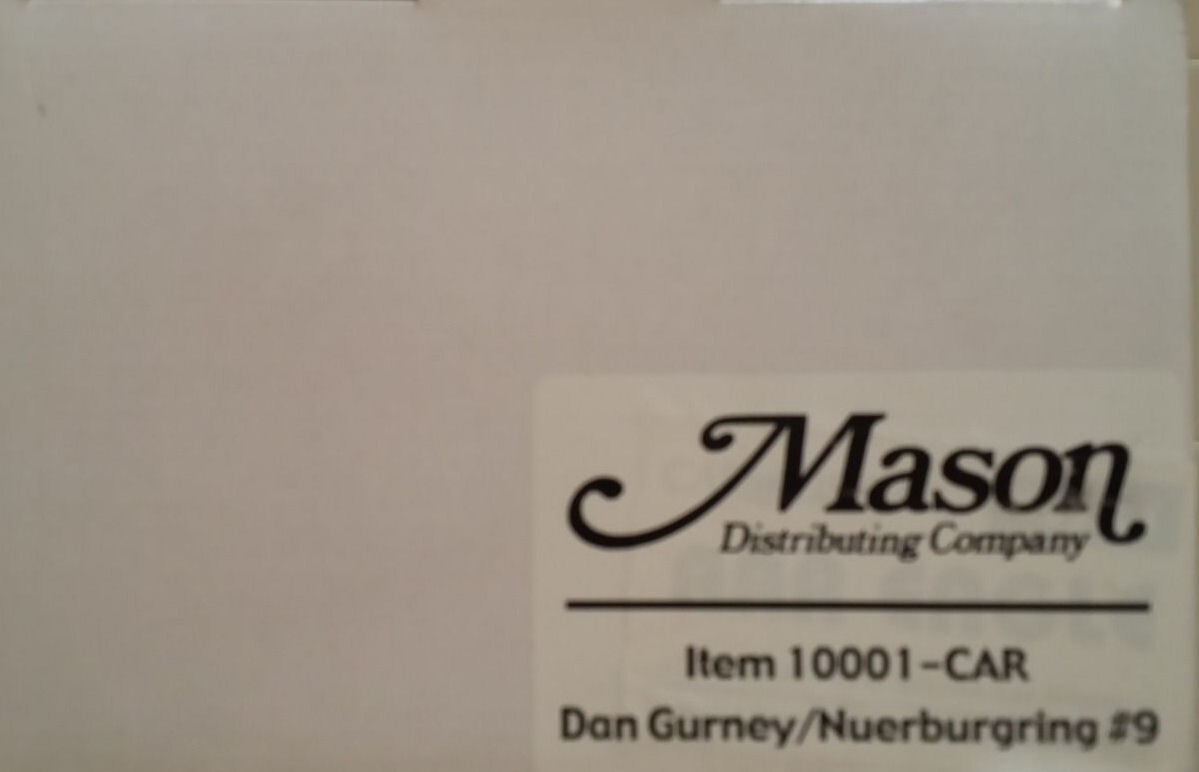 Mason
Distributing Company
Item 10001-CAR
Dan Gurney/Nuerburgring #9